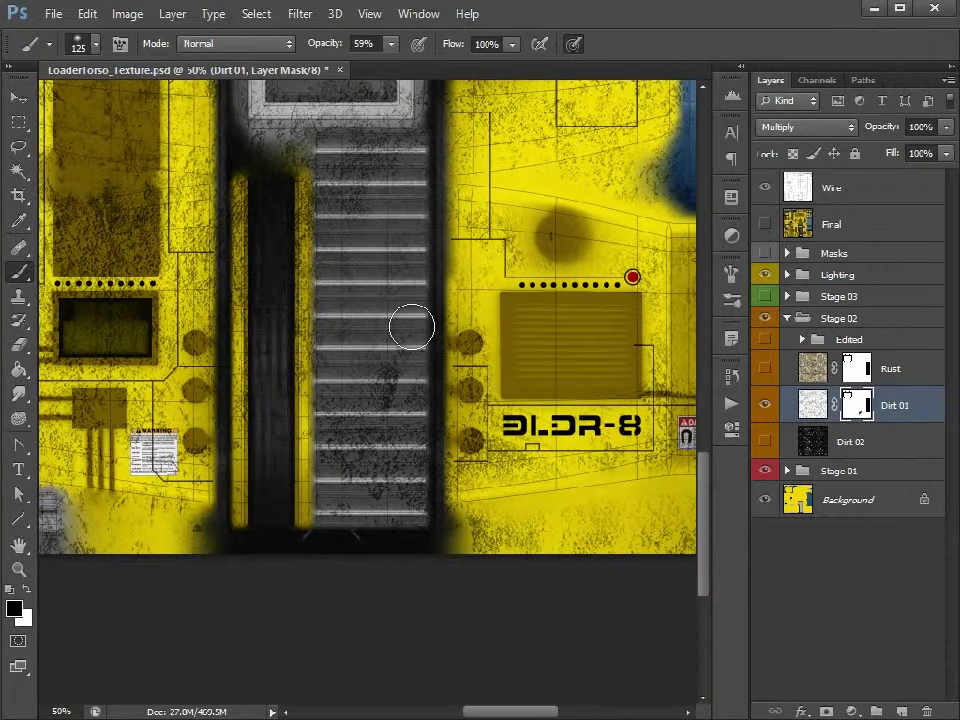 Ps File Edit Image Layer Type Select Filter 3D View Window Help
125 Mode: Normal Opacity: 59% Flow: 100%
LoaderTorso_Texture.psd @ 50% (Dirt 01, Layer Mask/8) * ×
Layers Channels Paths
Kind
Multiply Opacity: 100%
Lock: Fill: 100%
Wire
Final
Masks
Lighting
Stage 03
Stage 02
Edited
Rust
Dirt 01
Dirt 02
Stage 01
Background
DLDR-8
WARNING
50% Doc: 27.0M/469.5M